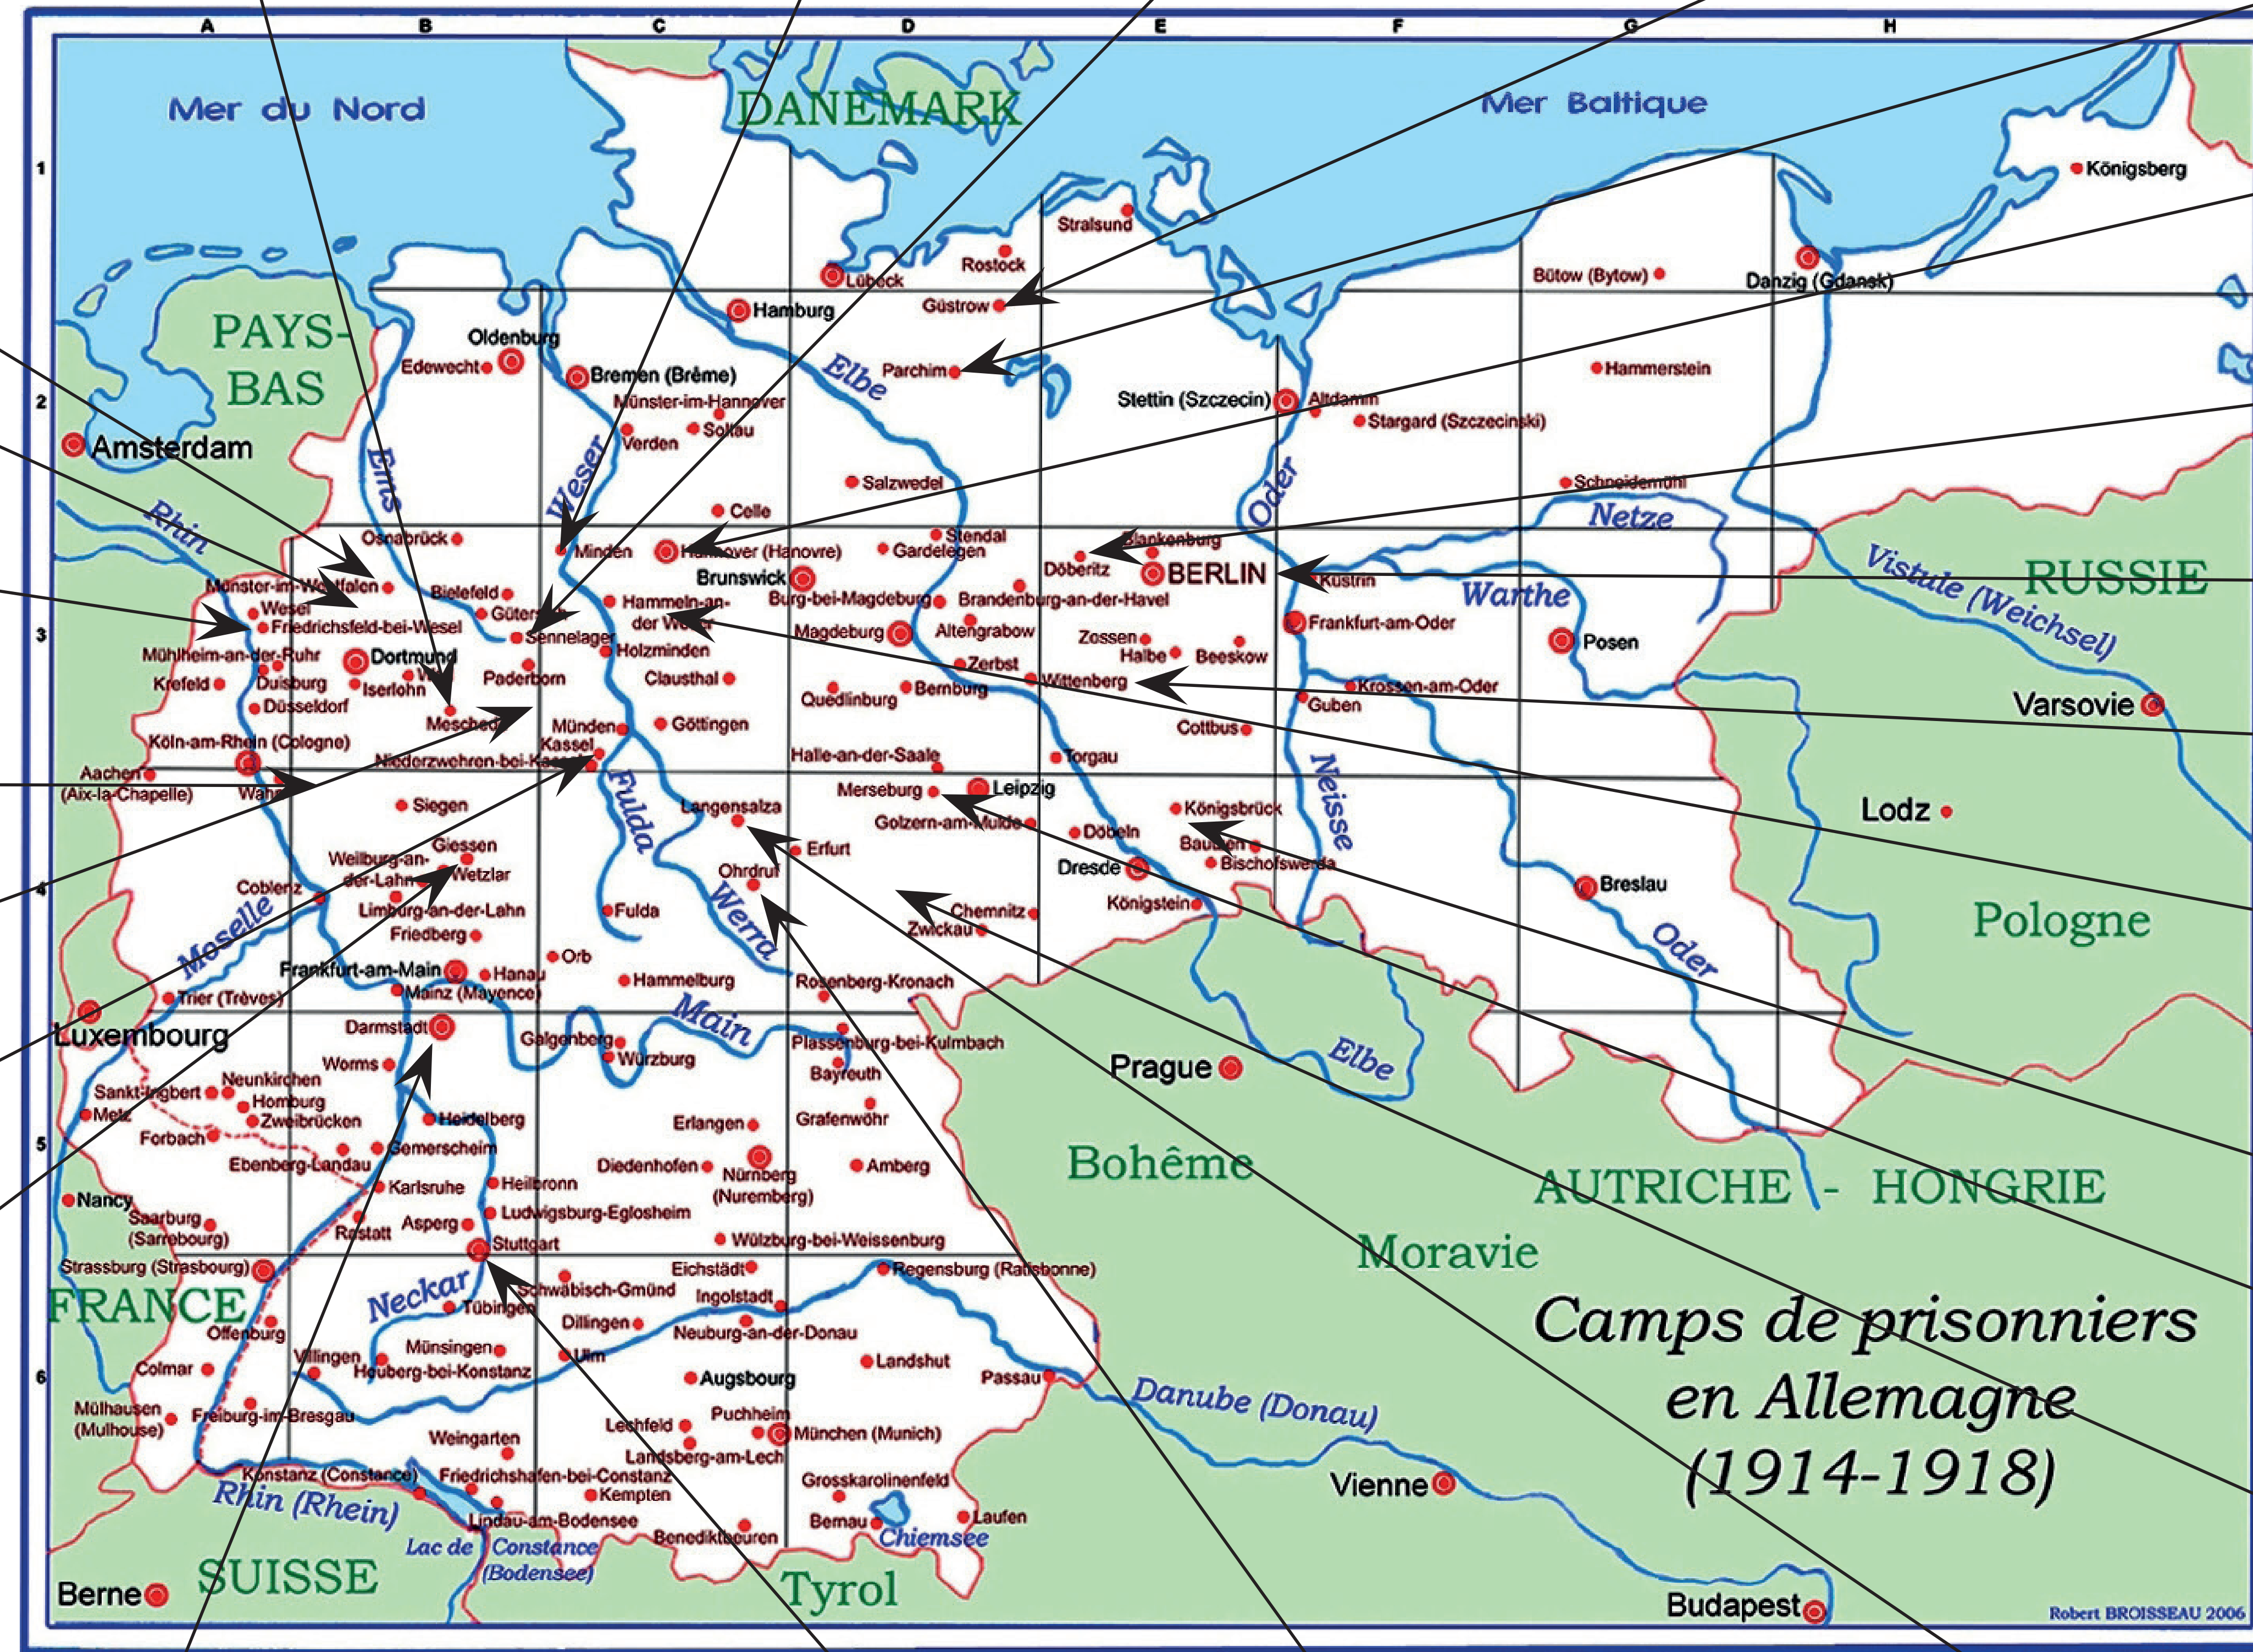 A B C D E F G H
1
2
3
4
5
6
Mer du Nord
DANEMARK
Mer Baltique
Königsberg
Stralsund
Rostock
Lübeck
Bütow (Bytow)
Danzig (Gdansk)
PAYS-
BAS
Hamburg
Güstrow
Oldenburg
Edewecht
Bremen (Brême)
Elbe
Parchim
Hammerstein
Münster-im-Hannover
Stettin (Szczecin)
Altdamm
Soltau
Verden
Stargard (Szczecinski)
Amsterdam
Ems
Weser
Salzwedel
Oder
Schneidemühl
Rhin
Celle
Netze
Osnabrück
Minden
Hannover (Hanovre)
Stendal
Gardelegen
Blankenburg
Döberitz
BERLIN
Küstrin
Vistule (Weichsel)
RUSSIE
Münster-im-Westfalen
Bielefeld
Brunswick
Burg-bei-Magdeburg
Brandenburg-an-der-Havel
Warthe
Wesel
Hammeln-an-
der Weser
Friedrichsfeld-bei-Wesel
Sennelager
Magdeburg
Altengrabow
Frankfurt-am-Oder
Posen
Zossen
Halbe
Beeskow
Mühlheim-an-der-Ruhr
Dortmund
Holzminden
Zerbst
Krefeld
Duisburg
Iserlohn
Paderborn
Clausthal
Quedlinburg
Bernburg
Wittenberg
Krossen-am-Oder
Guben
Düsseldorf
Meschede
Münden
Göttingen
Cottbus
Varsovie
Köln-am-Rhein (Cologne)
Kassel
Niederzwehren-bei-Kassel
Halle-an-der-Saale
Torgau
Aachen
(Aix-la-Chapelle)
Fulda
Neisse
Siegen
Langensalza
Merseburg
Leipzig
Königsbrück
Lodz
Golzern-am-Mulde
Döbeln
Bautzen
Bischofswerda
Giessen
Weilburg-an-
der-Lahn
Wetzlar
Erfurt
Ohrdruf
Dresde
Coblenz
Limburg-an-der-Lahn
Fulda
Werra
Königstein
Breslau
Moselle
Friedberg
Chemnitz
Zwickau
Pologne
Oder
Frankfurt-am-Main
Hanau
Orb
Hammelburg
Rosenberg-Kronach
Mainz (Mayence)
Trier (Trèves)
Luxembourg
Darmstadt
Main
Galgenberg
Würzburg
Plassenburg-bei-Kulmbach
Bayreuth
Prague
Elbe
Worms
Neunkirchen
Sankt-Ingbert
Homburg
Metz
Zweibrücken
Heidelberg
Erlangen
Grafenwöhr
Forbach
Ebenberg-Landau
Gemerscheim
Diedenhofen
Nürnberg
(Nuremberg)
Amberg
Bohême
AUTRICHE - HONGRIE
Karlsruhe
Heilbronn
Nancy
Saarburg
(Sarrebourg)
Rastatt
Asperg
Ludwigsburg-Eglosheim
Stuttgart
Wülzburg-bei-Weissenburg
Moravie
Strassburg (Strasbourg)
Eichstädt
Regensburg (Ratisbonne)
FRANCE
Neckar
Tübingen
Schwäbisch-Gmünd
Ingolstadt
Offenburg
Dillingen
Neuburg-an-der-Donau
Villingen
Münsingen
Ulm
Landshut
Colmar
Heuberg-bei-Konstanz
Augsbourg
Passau
Camps de prisonniers
en Allemagne
(1914-1918)
Mülhausen
(Mulhouse)
Freiburg-im-Bresgau
Lechfeld
Puchheim
München (Munich)
Danube (Donau)
Weingarten
Landsberg-am-Lech
Konstanz (Constance)
Friedrichshafen-bei-Constanz
Kempten
Grosskarolinenfeld
Vienne
Rhin (Rhein)
Lindau-am-Bodensee
Benediktbeuren
Bernau
Laufen
Chiemsee
Lac de Constance
(Bodensee)
SUISSE
Berne
Tyrol
Budapest
Robert BROISSEAU 2006